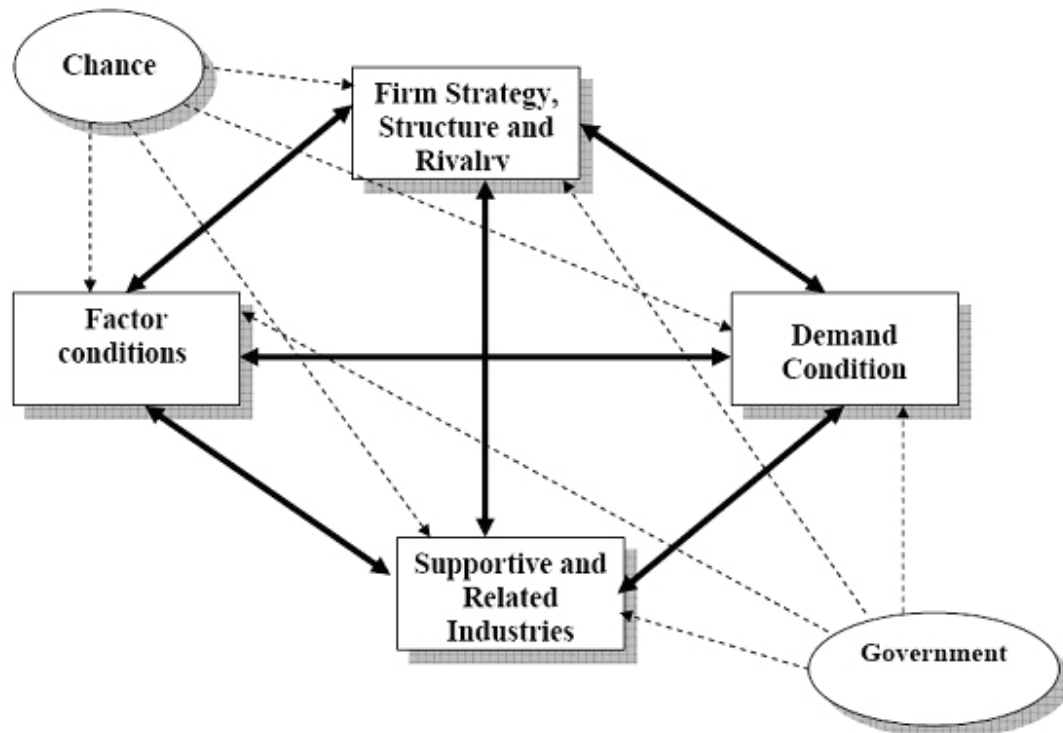 Chance
Firm Strategy,
Structure and
Rivalry
Factor
conditions
Demand
Condition
Supportive and
Related
Industries
Government